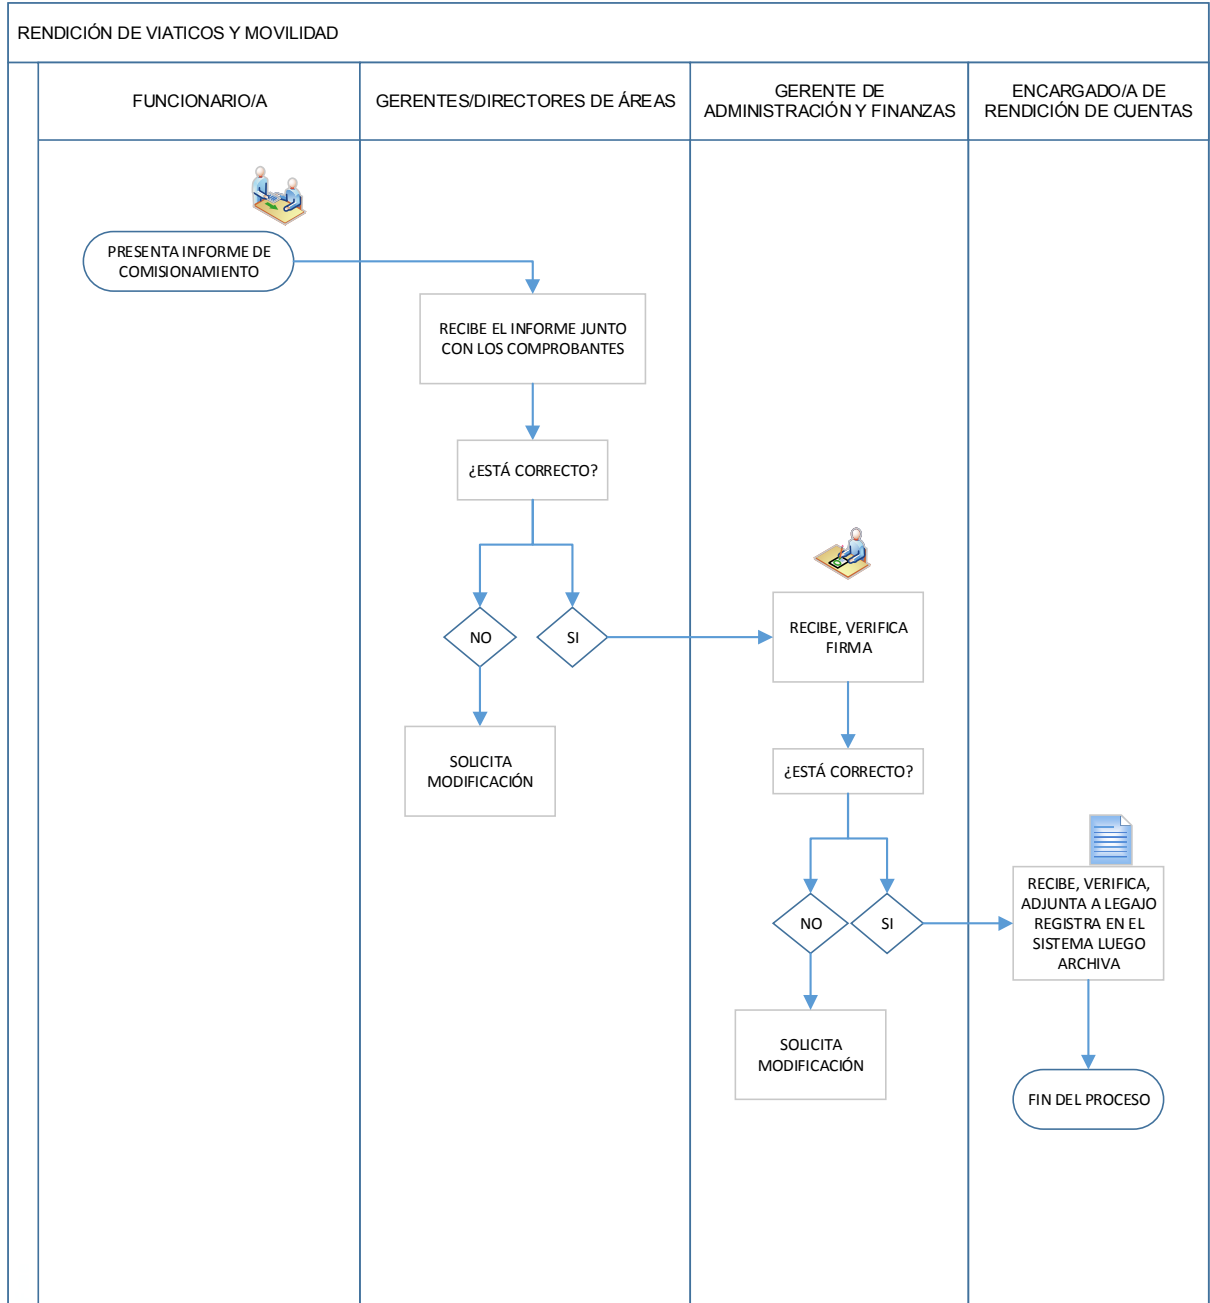 RENDICIÓN DE VIATICOS Y MOVILIDAD
FUNCIONARIO/A
GERENTES/DIRECTORES DE ÁREAS
GERENTE DE
ADMINISTRACIÓN Y FINANZAS
ENCARGADO/A DE
RENDICIÓN DE CUENTAS
PRESENTA INFORME DE
COMISIONAMIENTO
RECIBE EL INFORME JUNTO
CON LOS COMPROBANTES
¿ESTÁ CORRECTO?
NO
SI
RECIBE, VERIFICA
FIRMA
SOLICITA
MODIFICACIÓN
¿ESTÁ CORRECTO?
NO
SI
RECIBE, VERIFICA,
ADJUNTA A LEGAJO
REGISTRA EN EL
SISTEMA LUEGO
ARCHIVA
SOLICITA
MODIFICACIÓN
FIN DEL PROCESO